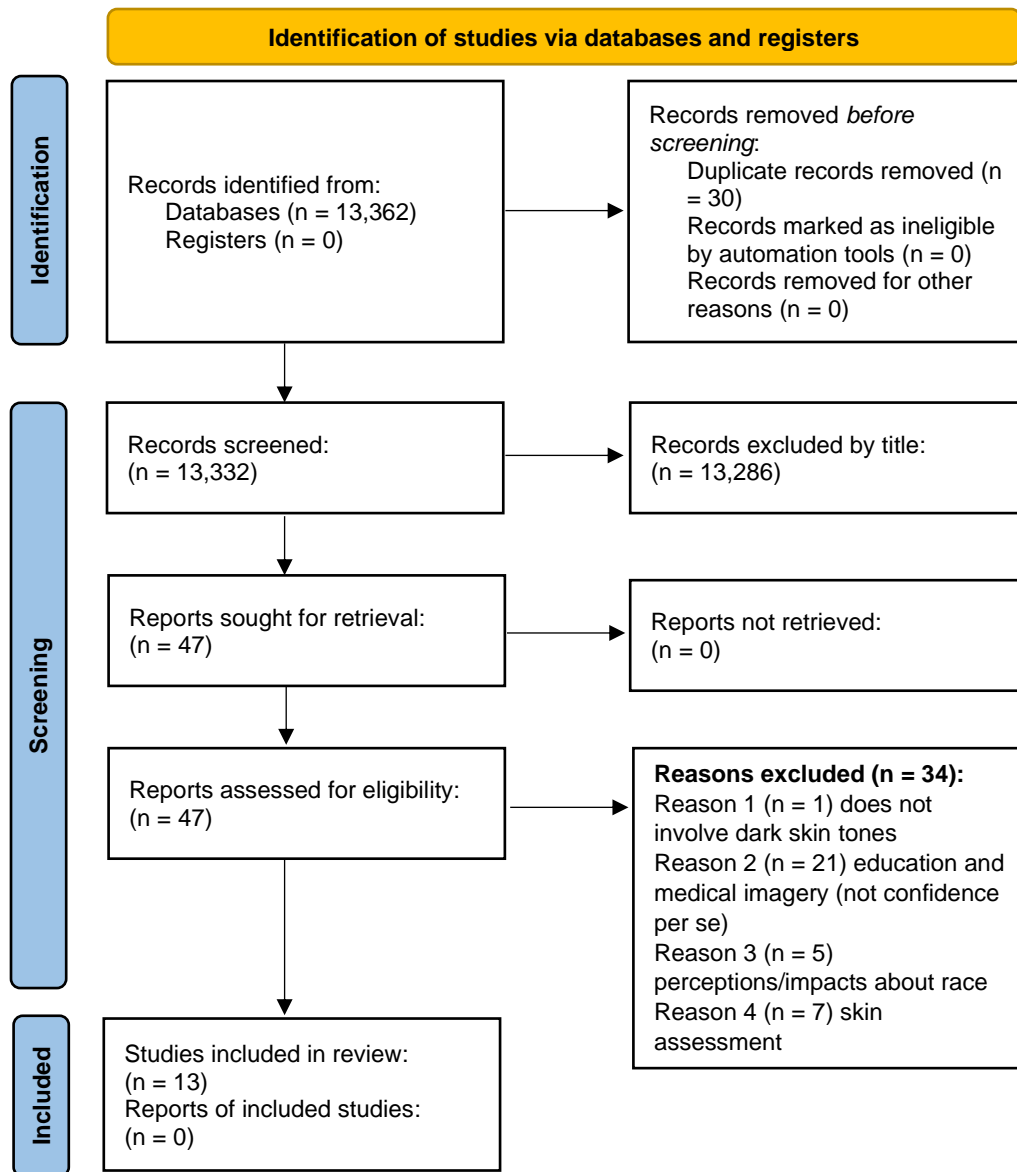 Identification of studies via databases and registers
Identification
Records identified from:
Databases (n = 13,362)
Registers (n = 0)
Records removed before
screening:
Duplicate records removed (n
= 30)
Records marked as ineligible
by automation tools (n = 0)
Records removed for other
reasons (n = 0)
Screening
Records screened:
(n = 13,332)
Records excluded by title:
(n = 13,286)
Reports sought for retrieval:
(n = 47)
Reports not retrieved:
(n = 0)
Reports assessed for eligibility:
(n = 47)
Reasons excluded (n = 34):
Reason 1 (n = 1) does not
involve dark skin tones
Reason 2 (n = 21) education and
medical imagery (not confidence
per se)
Reason 3 (n = 5)
perceptions/impacts about race
Reason 4 (n = 7) skin
assessment
Included
Studies included in review:
(n = 13)
Reports of included studies:
(n = 0)